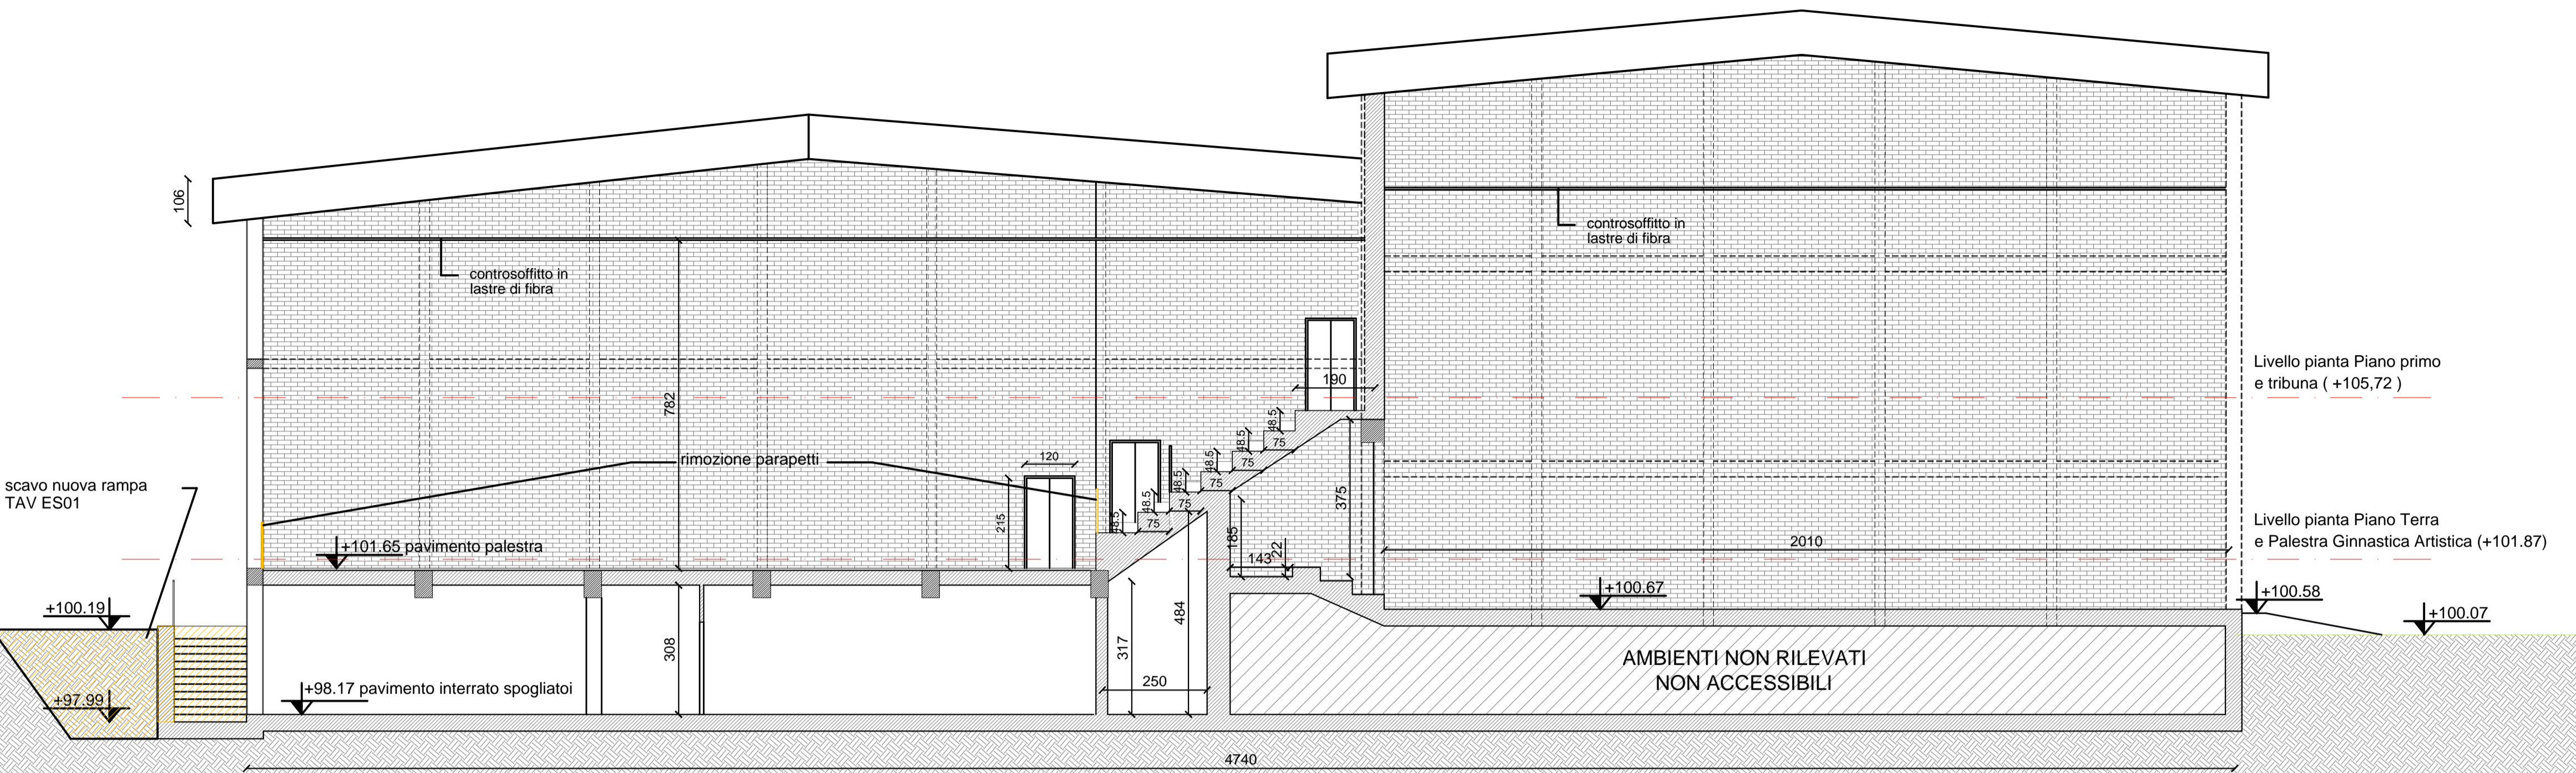 106
controsoffitto in
lastre di fibra
controsoffitto in
lastre di fibra
782
190
Livello pianta Piano primo
e tribuna ( +105,72 )
48.5
75
48.5
75
48.5
75
48.5
75
48.5
75
48.5
120
rimozione parapetti
scavo nuova rampa
TAV ES01
215
375
185
143
22
+101.65 pavimento palestra
2010
Livello pianta Piano Terra
e Palestra Ginnastica Artistica (+101.87)
+100.67
+100.58
+100.07
+100.19
308
317
484
250
AMBIENTI NON RILEVATI
NON ACCESSIBILI
+98.17 pavimento interrato spogliatoi
+97.99
4740